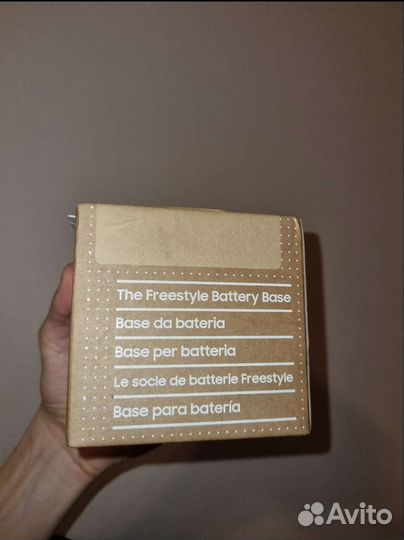 The Freestyle Battery Base
Base da bateria
Base per batteria
Le socle de batterie Freestyle
Base para batería
Avito